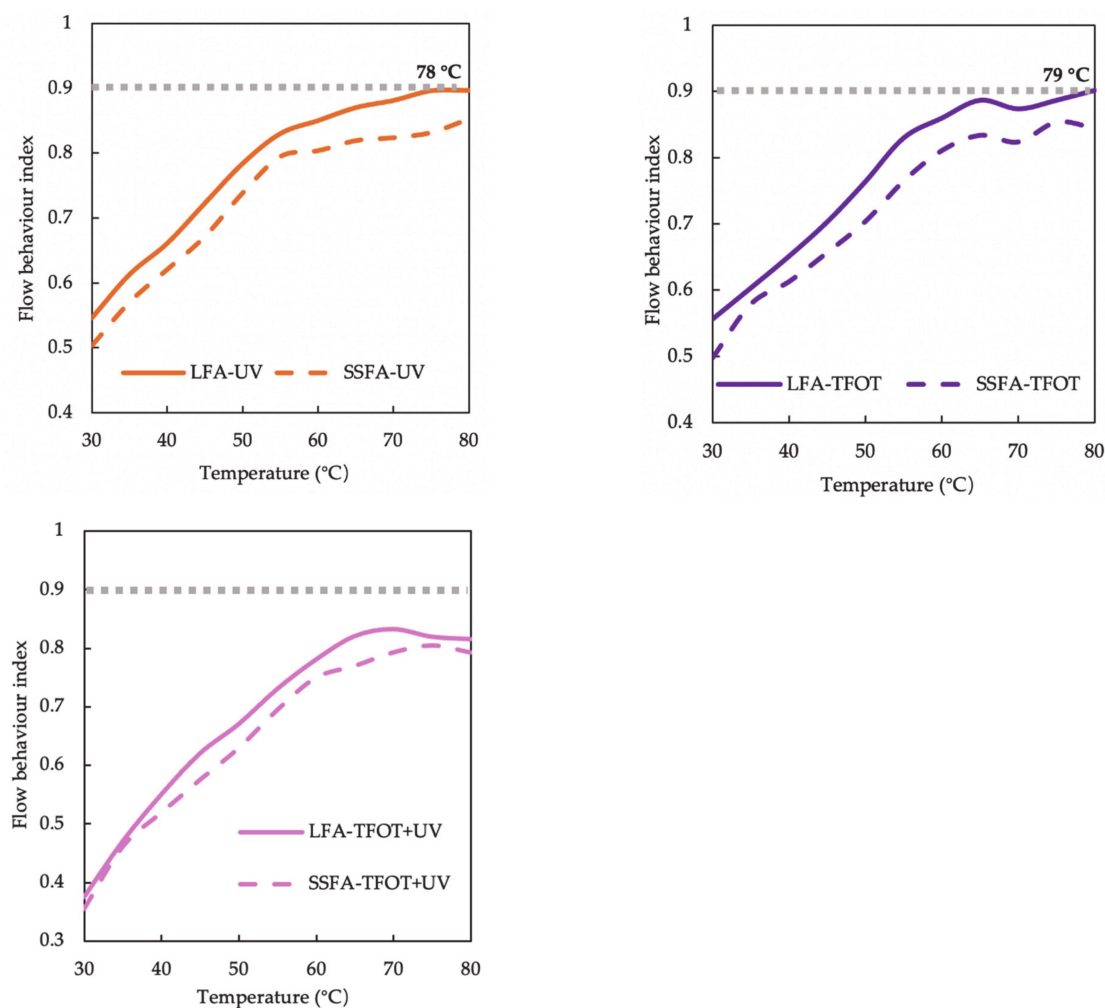 1
0.9
0.8
0.7
0.6
0.5
0.4
Flow behaviour index
78 °C
LFA-UV SSFA-UV
30 40 50 60 70 80
Temperature (°C)
1
0.9
0.8
0.7
0.6
0.5
0.4
Flow behaviour index
79 °C
LFA-TFOT SSFA-TFOT
30 40 50 60 70 80
Temperature (°C)
1
0.9
0.8
0.7
0.6
0.5
0.4
0.3
Flow behaviour index
LFA-TFOT+UV
SSFA-TFOT+UV
30 40 50 60 70 80
Temperature (°C)